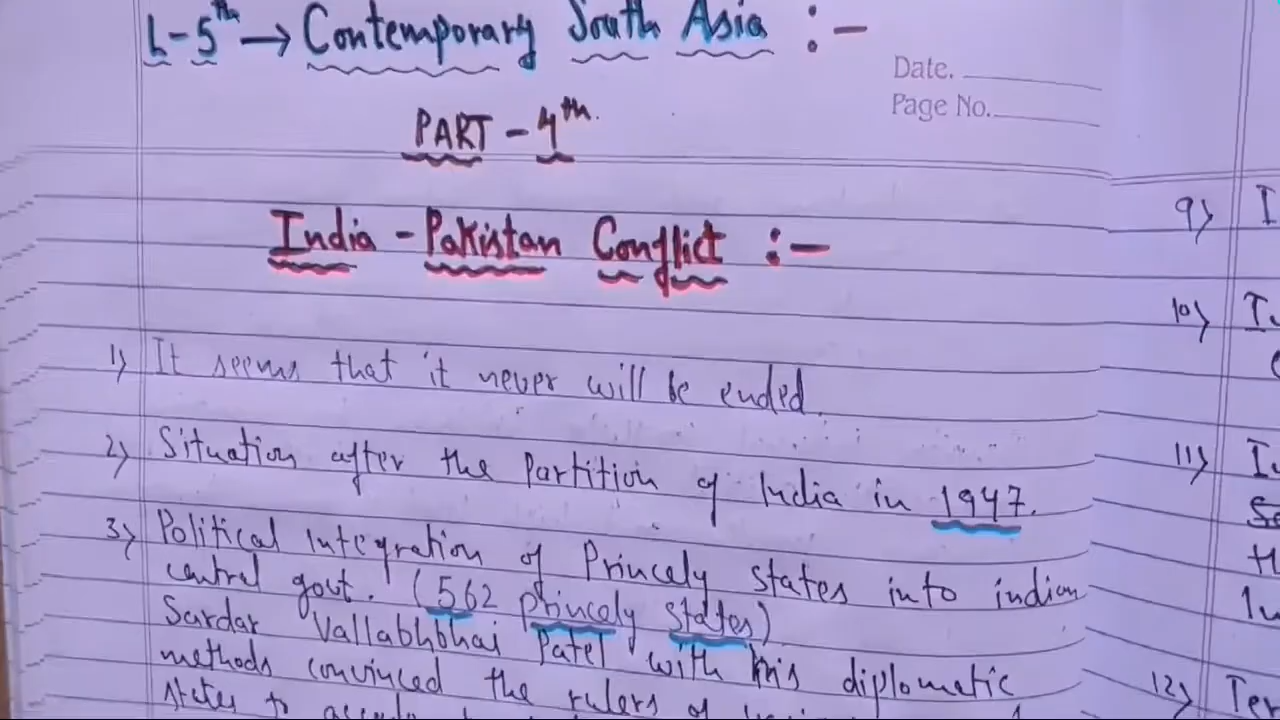 L-5th → Contemporary South Asia :-
Date.
Page No.
PART - 4th.
India - Pakistan Conflict :-
1) It seems that it never will be ended.
2) Situation after the Partition of India in 1947.
3) Political Integration of Princely states into indian
central govt. (562 princely states)
Sardar Vallabhbhai Patel with his diplomatic
methods convinced the rulers of
states to
9) I
10) I
11) I
12) Ter